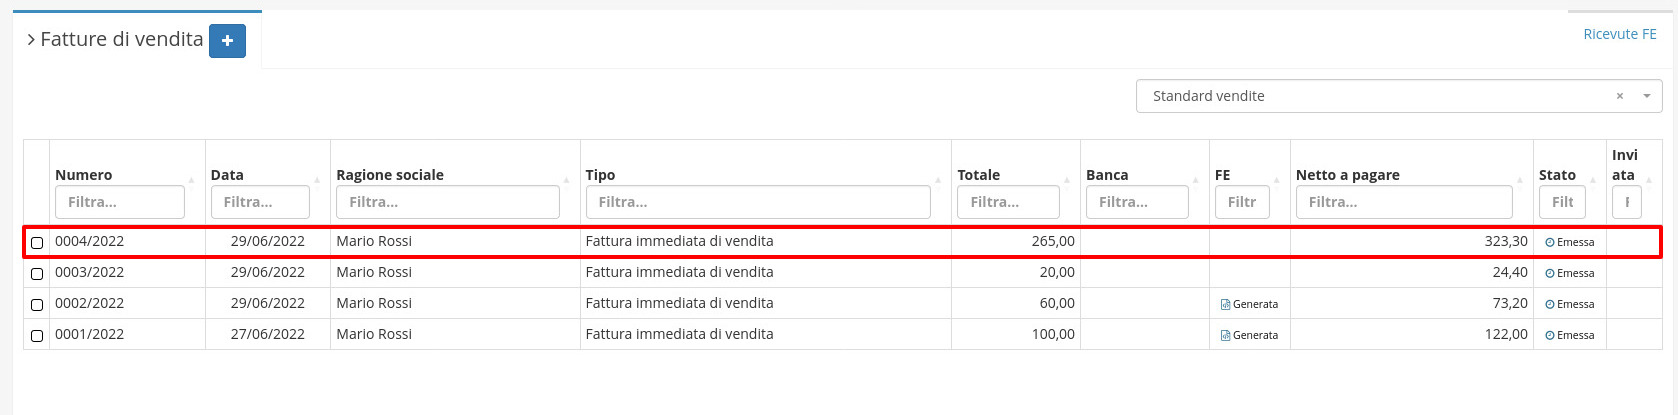 Fatture di vendita +
Ricevute FE
Standard vendite ×
Numero Data Ragione sociale Tipo Totale Banca FE Netto a pagare Stato Invi
ata
Filtra... Filtra... Filtra... Filtra... Filtra... Filtra... Filtr Filtra... Filt F
0004/2022 29/06/2022 Mario Rossi Fattura immediata di vendita 265,00 323,30 Emessa
0003/2022 29/06/2022 Mario Rossi Fattura immediata di vendita 20,00 24,40 Emessa
0002/2022 29/06/2022 Mario Rossi Fattura immediata di vendita 60,00 Generata 73,20 Emessa
0001/2022 27/06/2022 Mario Rossi Fattura immediata di vendita 100,00 Generata 122,00 Emessa